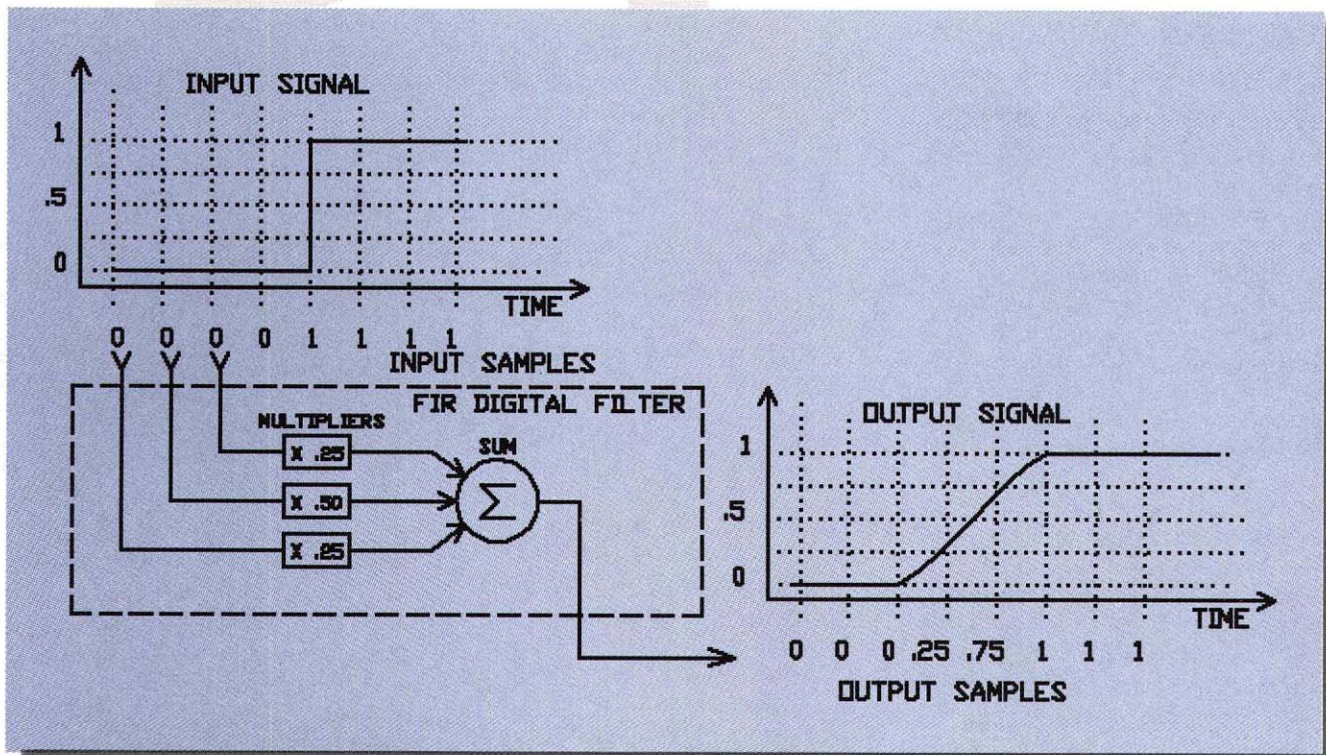 INPUT SIGNAL
1
.5
0
TIME
0 0 0 0 1 1 1 1
INPUT SAMPLES
FIR DIGITAL FILTER
MULTIPLIERS
X .25
SUM
X .50
Σ
X .25
OUTPUT SIGNAL
1
.5
0
TIME
0 0 0 .25 .75 1 1 1
OUTPUT SAMPLES